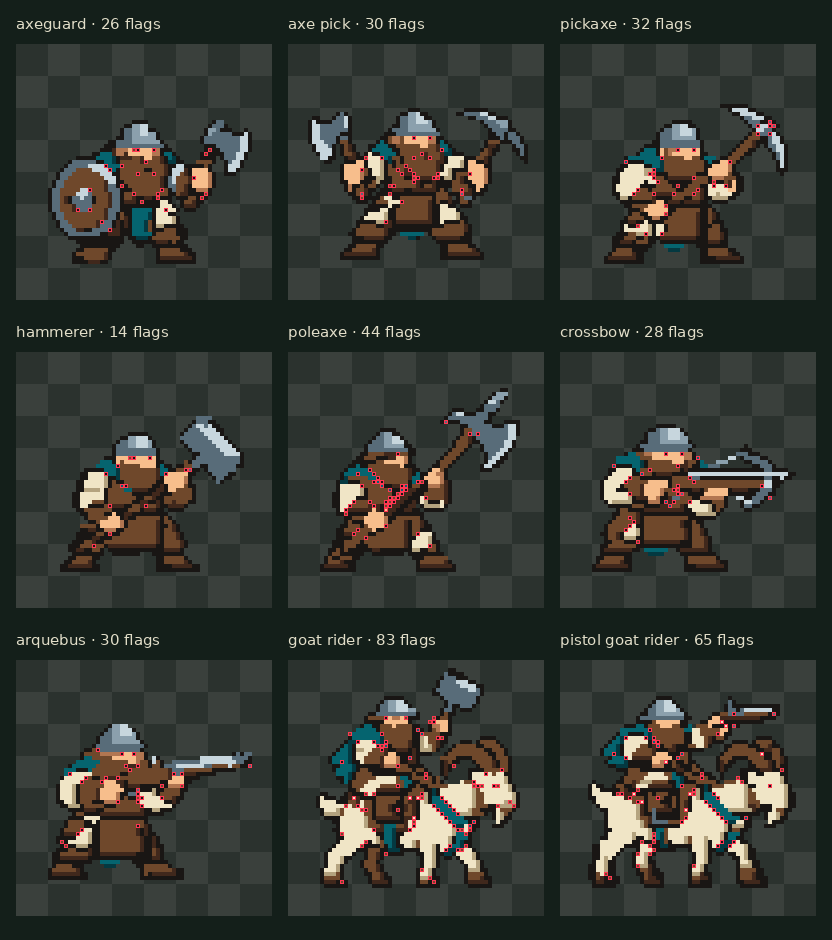 axeguard · 26 flags
axe pick · 30 flags
pickaxe · 32 flags
hammerer · 14 flags
poleaxe · 44 flags
crossbow · 28 flags
arquebus · 30 flags
goat rider · 83 flags
pistol goat rider · 65 flags